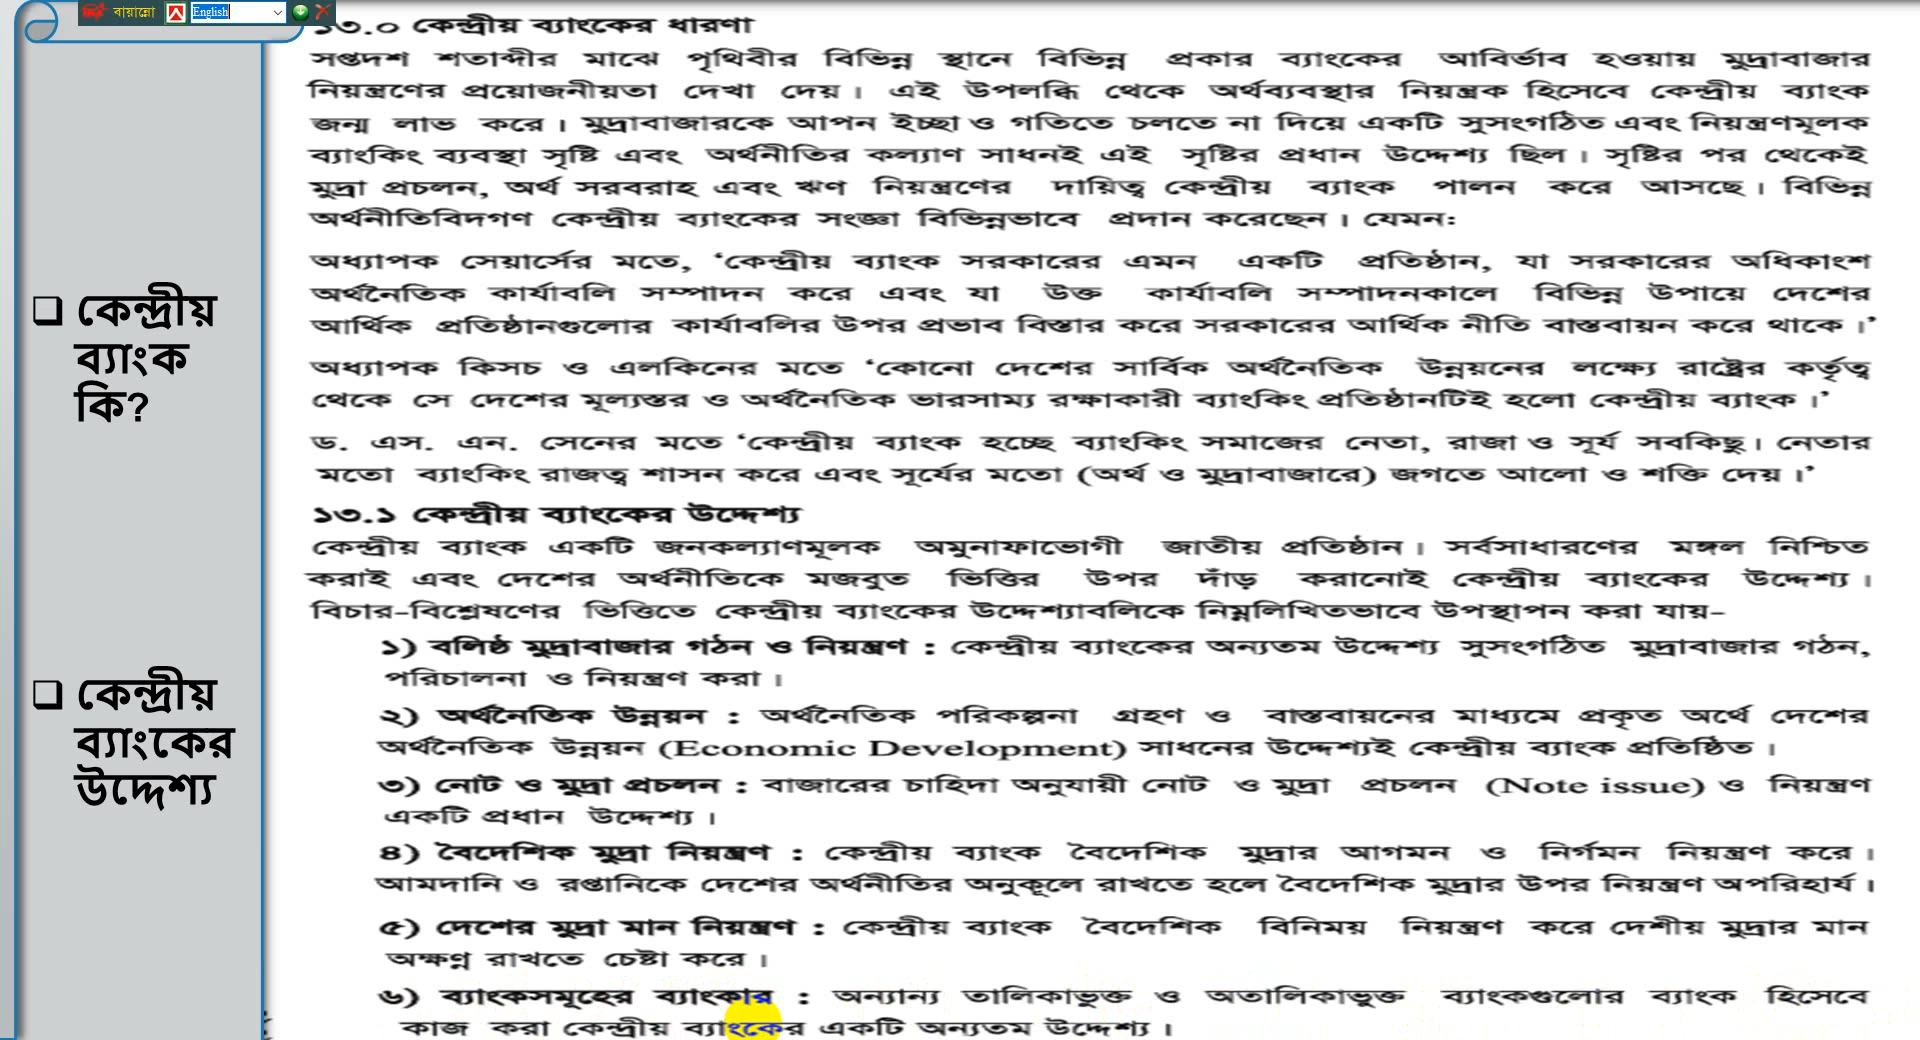 বায়ান্নো
English
❑ কেন্দ্রীয়
ব্যাংক
কি?
❑ কেন্দ্রীয়
ব্যাংকের
উদ্দেশ্য
১৩.০ কেন্দ্রীয় ব্যাংকের ধারণা
সপ্তদশ শতাব্দীর মাঝে পৃথিবীর বিভিন্ন স্থানে বিভিন্ন প্রকার ব্যাংকের আবির্ভাব হওয়ায় মুদ্রাবাজার
নিয়ন্ত্রণের প্রয়োজনীয়তা দেখা দেয়। এই উপলব্ধি থেকে অর্থব্যবস্থার নিয়ন্ত্রক হিসেবে কেন্দ্রীয় ব্যাংক
জন্ম লাভ করে। মুদ্রাবাজারকে আপন ইচ্ছা ও গতিতে চলতে না দিয়ে একটি সুসংগঠিত এবং নিয়ন্ত্রণমূলক
ব্যাংকিং ব্যবস্থা সৃষ্টি এবং অর্থনীতির কল্যাণ সাধনই এই সৃষ্টির প্রধান উদ্দেশ্য ছিল। সৃষ্টির পর থেকেই
মুদ্রা প্রচলন, অর্থ সরবরাহ এবং ঋণ নিয়ন্ত্রণের দায়িত্ব কেন্দ্রীয় ব্যাংক পালন করে আসছে। বিভিন্ন
অর্থনীতিবিদগণ কেন্দ্রীয় ব্যাংকের সংজ্ঞা বিভিন্নভাবে প্রদান করেছেন। যেমন:
অধ্যাপক সেয়ার্সের মতে, ‘কেন্দ্রীয় ব্যাংক সরকারের এমন একটি প্রতিষ্ঠান, যা সরকারের অধিকাংশ
অর্থনৈতিক কার্যাবলি সম্পাদন করে এবং যা উক্ত কার্যাবলি সম্পাদনকালে বিভিন্ন উপায়ে দেশের
আর্থিক প্রতিষ্ঠানগুলোর কার্যাবলির উপর প্রভাব বিস্তার করে সরকারের আর্থিক নীতি বাস্তবায়ন করে থাকে।’
অধ্যাপক কিসচ ও এলকিনের মতে ‘কোনো দেশের সার্বিক অর্থনৈতিক উন্নয়নের লক্ষ্যে রাষ্ট্রের কর্তৃত্ব
থেকে সে দেশের মূল্যস্তর ও অর্থনৈতিক ভারসাম্য রক্ষাকারী ব্যাংকিং প্রতিষ্ঠানটিই হলো কেন্দ্রীয় ব্যাংক।’
ড. এস. এন. সেনের মতে ‘কেন্দ্রীয় ব্যাংক হচ্ছে ব্যাংকিং সমাজের নেতা, রাজা ও সূর্য সবকিছু। নেতার
মতো ব্যাংকিং রাজত্ব শাসন করে এবং সূর্যের মতো (অর্থ ও মুদ্রাবাজারে) জগতে আলো ও শক্তি দেয়।’
১৩.১ কেন্দ্রীয় ব্যাংকের উদ্দেশ্য
কেন্দ্রীয় ব্যাংক একটি জনকল্যাণমূলক অমুনাফাভোগী জাতীয় প্রতিষ্ঠান। সর্বসাধারণের মঙ্গল নিশ্চিত
করাই এবং দেশের অর্থনীতিকে মজবুত ভিত্তির উপর দাঁড় করানোই কেন্দ্রীয় ব্যাংকের উদ্দেশ্য।
বিচার-বিশ্লেষণের ভিত্তিতে কেন্দ্রীয় ব্যাংকের উদ্দেশ্যাবলিকে নিম্নলিখিতভাবে উপস্থাপন করা যায়-
১) বলিষ্ঠ মুদ্রাবাজার গঠন ও নিয়ন্ত্রণ : কেন্দ্রীয় ব্যাংকের অন্যতম উদ্দেশ্য সুসংগঠিত মুদ্রাবাজার গঠন,
পরিচালনা ও নিয়ন্ত্রণ করা।
২) অর্থনৈতিক উন্নয়ন : অর্থনৈতিক পরিকল্পনা গ্রহণ ও বাস্তবায়নের মাধ্যমে প্রকৃত অর্থে দেশের
অর্থনৈতিক উন্নয়ন (Economic Development) সাধনের উদ্দেশ্যই কেন্দ্রীয় ব্যাংক প্রতিষ্ঠিত।
৩) নোট ও মুদ্রা প্রচলন : বাজারের চাহিদা অনুযায়ী নোট ও মুদ্রা প্রচলন (Note issue) ও নিয়ন্ত্রণ
একটি প্রধান উদ্দেশ্য।
৪) বৈদেশিক মুদ্রা নিয়ন্ত্রণ : কেন্দ্রীয় ব্যাংক বৈদেশিক মুদ্রার আগমন ও নির্গমন নিয়ন্ত্রণ করে।
আমদানি ও রপ্তানিকে দেশের অর্থনীতির অনুকূলে রাখতে হলে বৈদেশিক মুদ্রার উপর নিয়ন্ত্রণ অপরিহার্য।
৫) দেশের মুদ্রা মান নিয়ন্ত্রণ : কেন্দ্রীয় ব্যাংক বৈদেশিক বিনিময় নিয়ন্ত্রণ করে দেশীয় মুদ্রার মান
অক্ষুণ্ন রাখতে চেষ্টা করে।
৬) ব্যাংকসমূহের ব্যাংকার : অন্যান্য তালিকাভুক্ত ও অতালিকাভুক্ত ব্যাংকগুলোর ব্যাংক হিসেবে
কাজ করা কেন্দ্রীয় ব্যাংকের একটি অন্যতম উদ্দেশ্য।